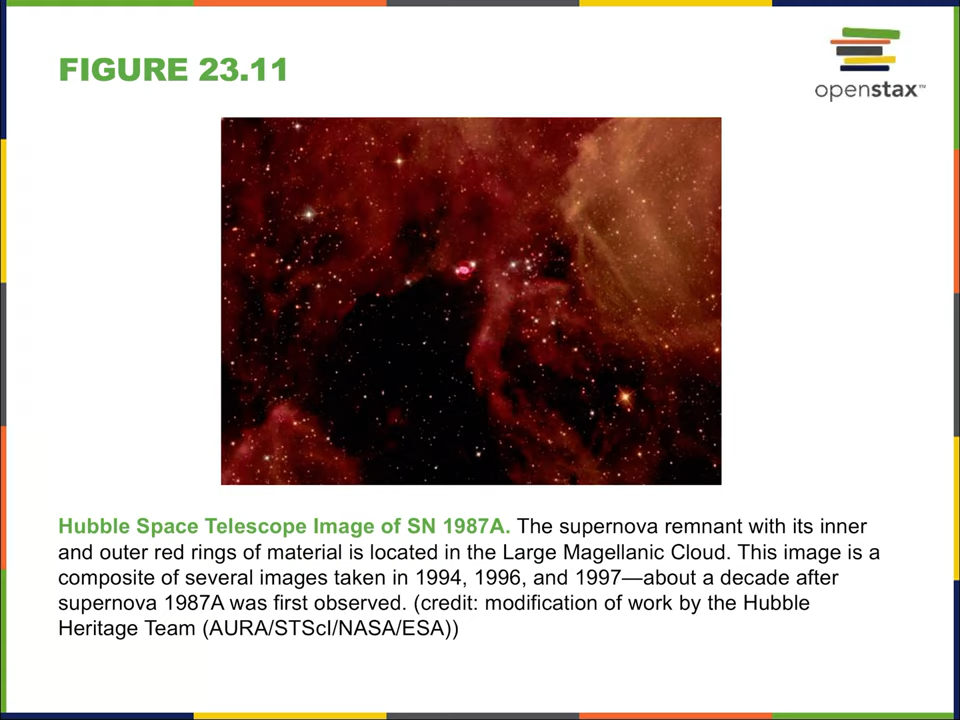 FIGURE 23.11
openstax™
Hubble Space Telescope Image of SN 1987A. The supernova remnant with its inner
and outer red rings of material is located in the Large Magellanic Cloud. This image is a
composite of several images taken in 1994, 1996, and 1997—about a decade after
supernova 1987A was first observed. (credit: modification of work by the Hubble
Heritage Team (AURA/STScI/NASA/ESA))